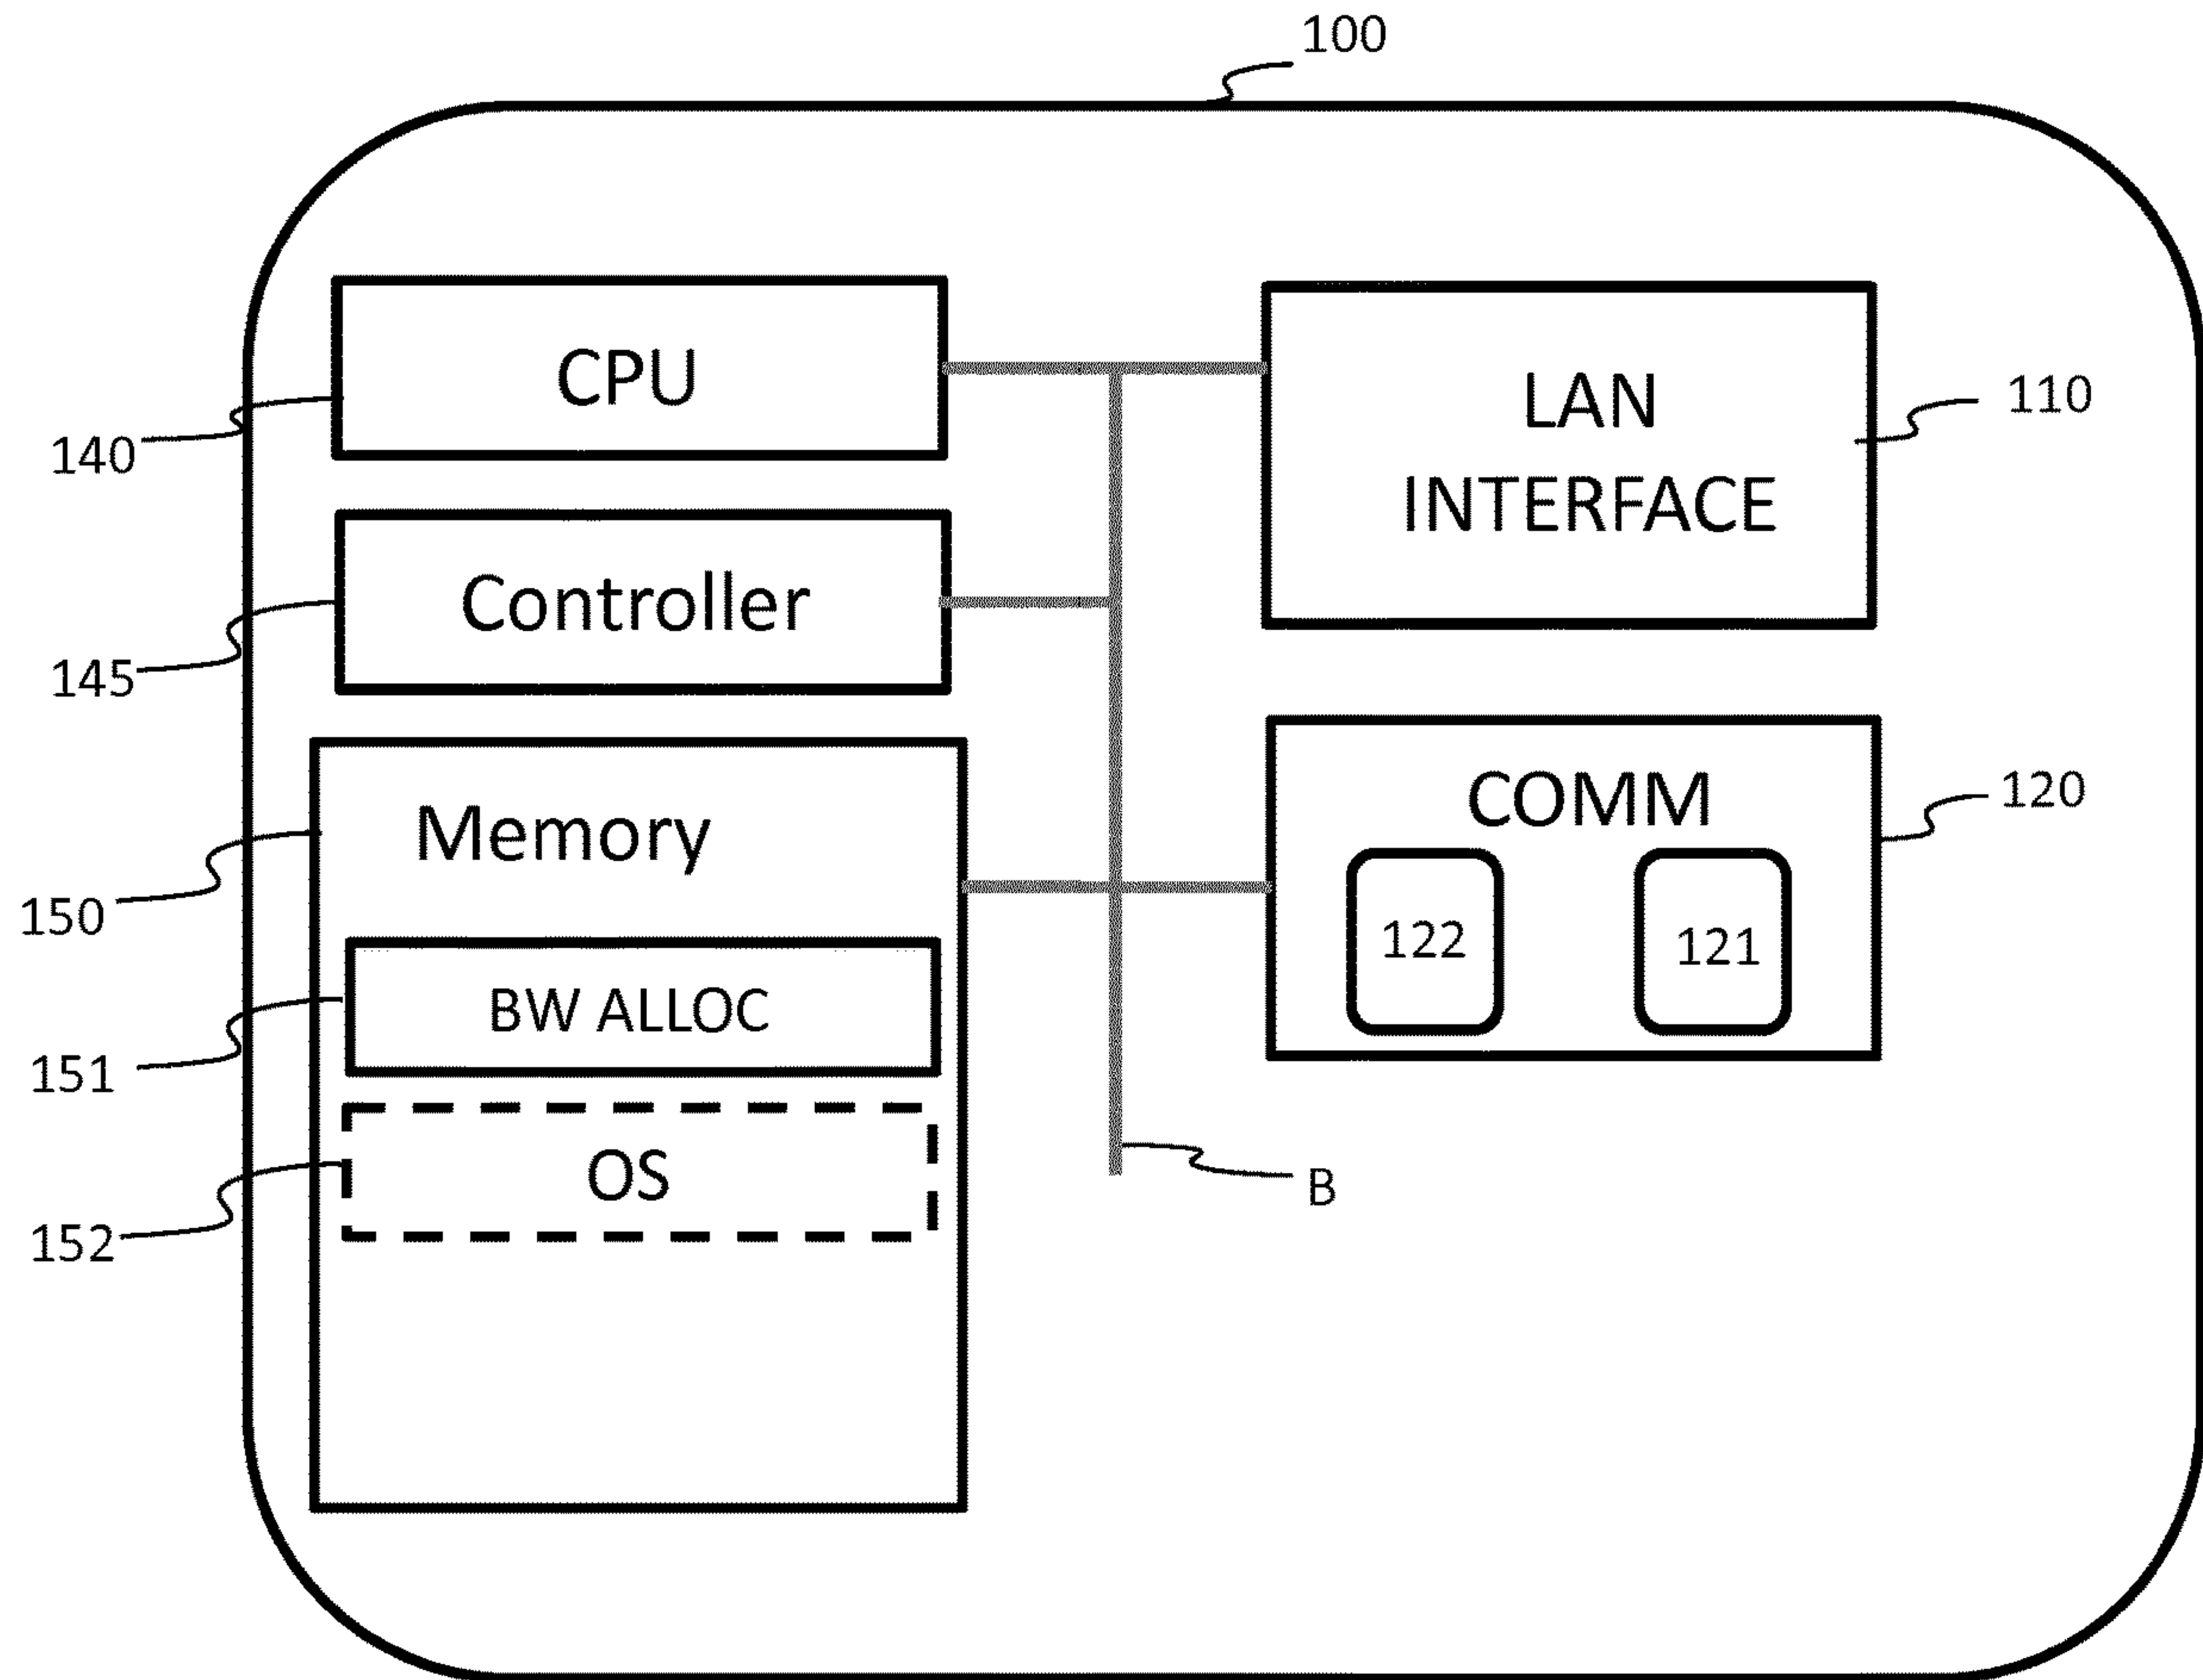 100
CPU
LAN
INTERFACE
110
140
Controller
145
COMM
120
Memory
150
122
121
BW ALLOC
151
OS
B
152